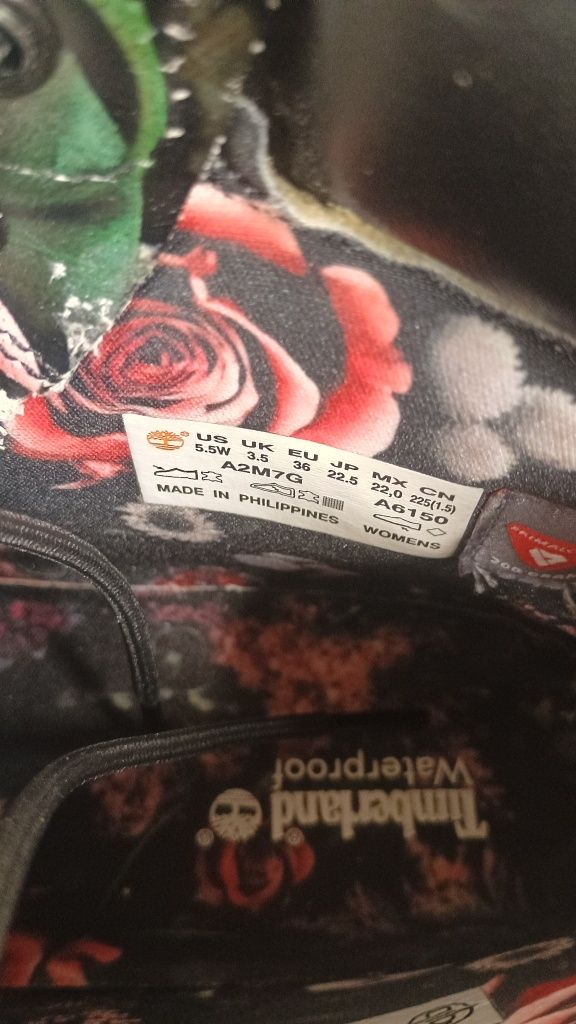 US UK EU JP MX CN
5.5W 3.5 36 22.5 22,0 225(1.5)
A2M7G A6150
MADE IN PHILIPPINES WOMENS
PRIMALOFT
Timberland
Waterproof